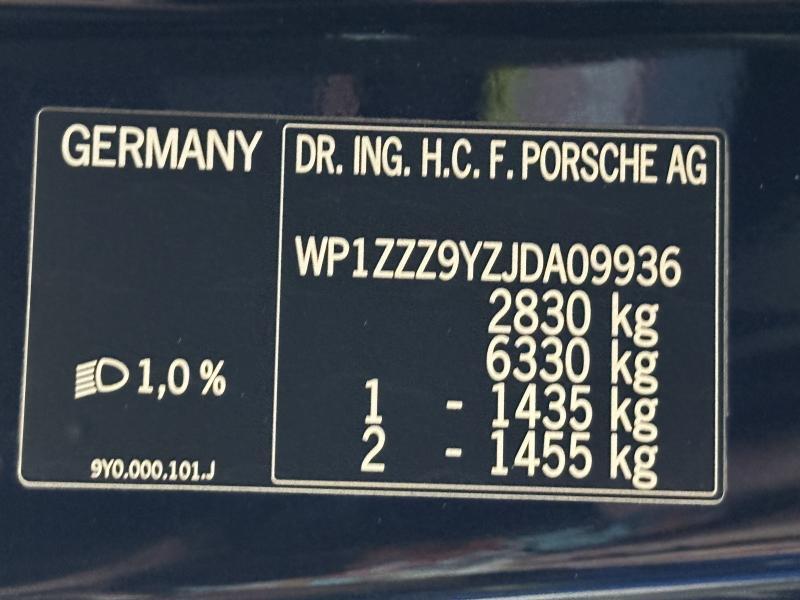 GERMANY
DR. ING. H.C. F. PORSCHE AG
WP1ZZZ9YZJDA09936
2830 kg
6330 kg
1 - 1435 kg
2 - 1455 kg
1,0 %
9Y0.000.101.J